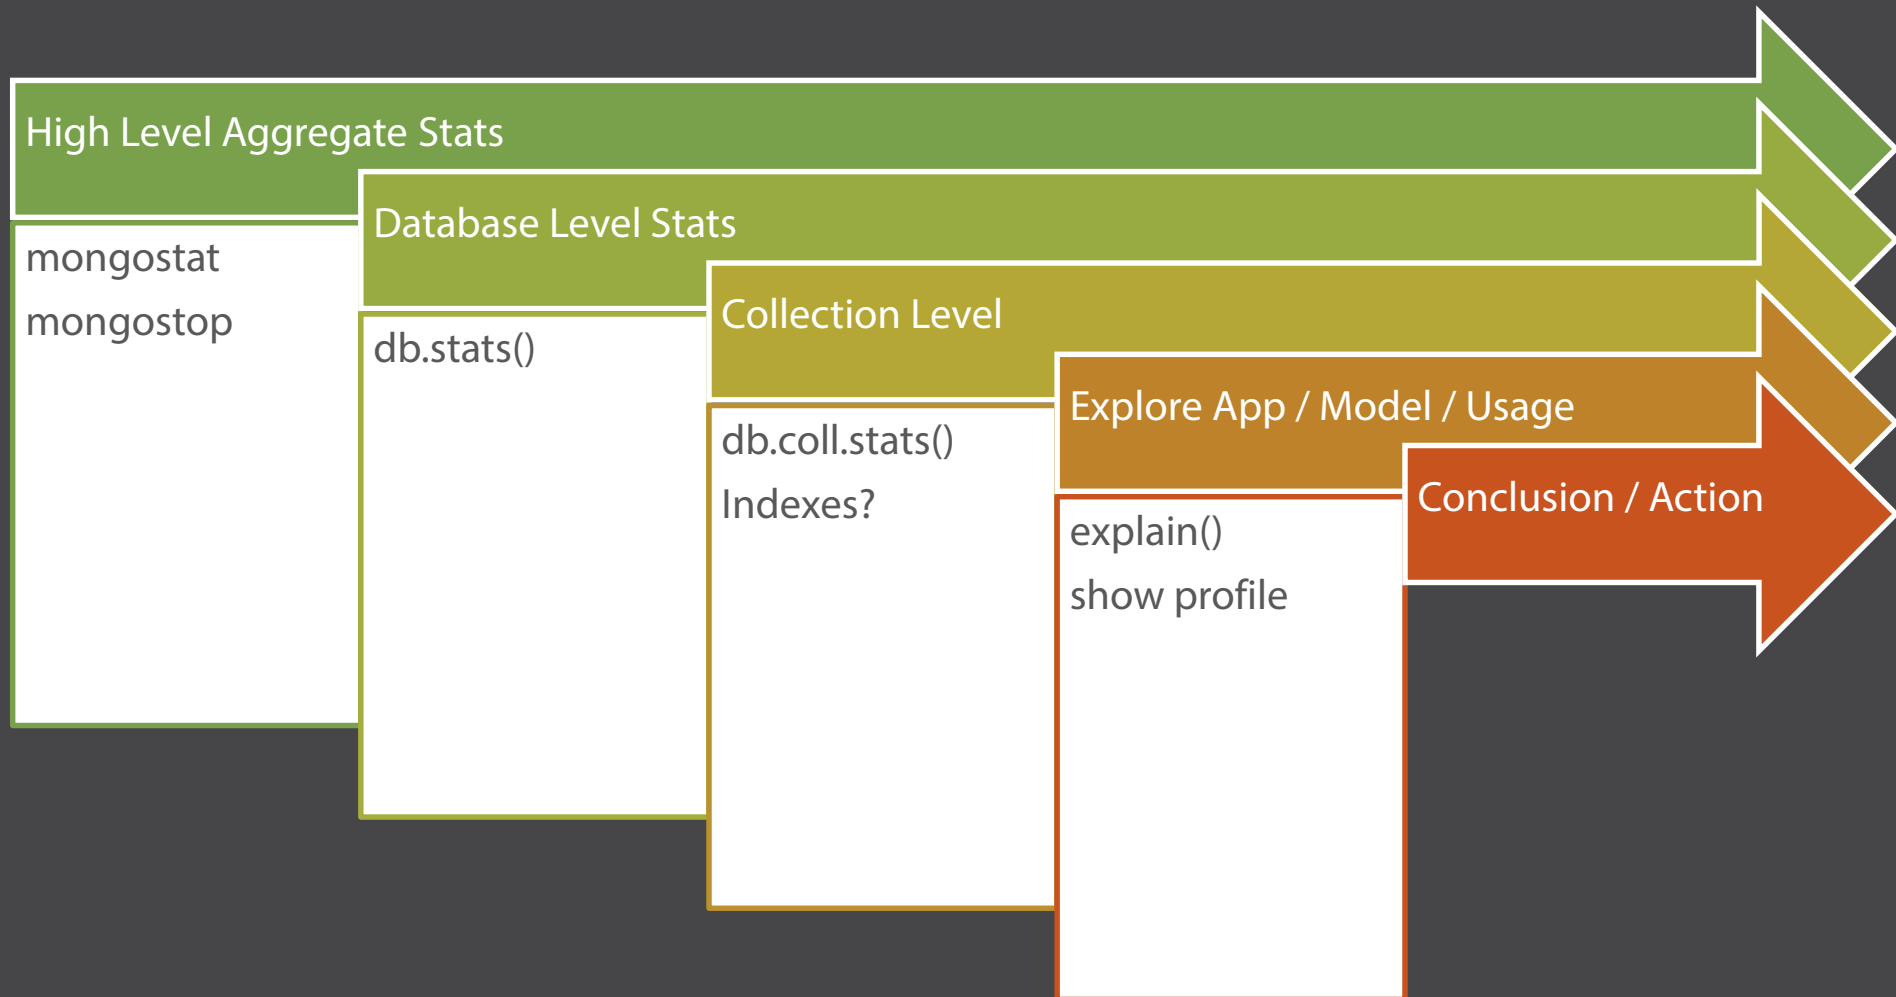 High Level Aggregate Stats
mongostat
mongostop
Database Level Stats
db.stats()
Collection Level
db.coll.stats()
Indexes?
Explore App / Model / Usage
explain()
show profile
Conclusion / Action